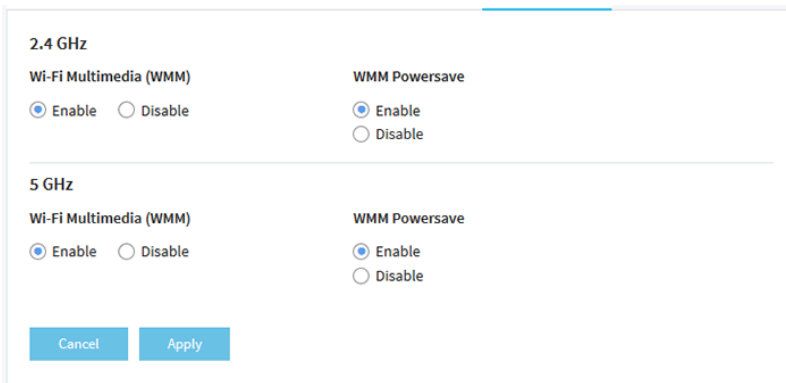 2.4 GHz
Wi-Fi Multimedia (WMM) WMM Powersave
Enable Disable Enable
Disable
5 GHz
Wi-Fi Multimedia (WMM) WMM Powersave
Enable Disable Enable
Disable
Cancel Apply